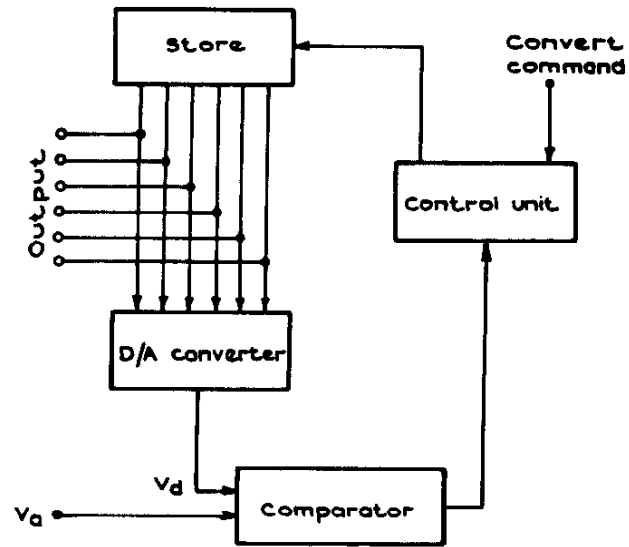 Store
Convert
command
Output
Control unit
D/A converter
Vd
Va
Comparator